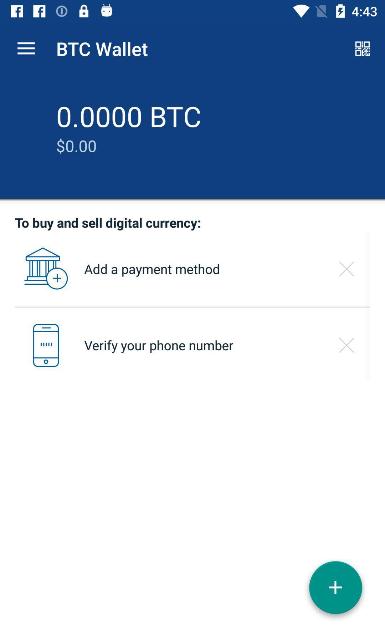 4:43
BTC Wallet
0.0000 BTC
$0.00
To buy and sell digital currency:
Add a payment method
Verify your phone number